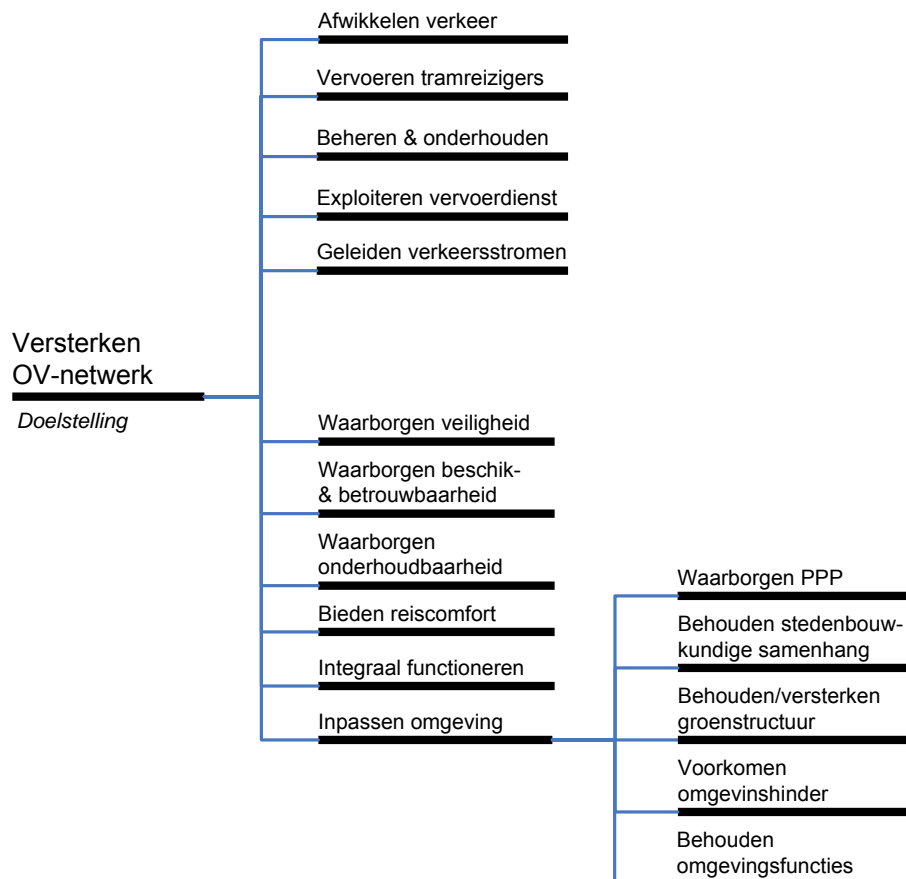 Afwikkelen verkeer
Vervoeren tramreizigers
Beheren & onderhouden
Exploiteren vervoerdienst
Geleiden verkeersstromen
Versterken
OV-netwerk
Doelstelling
Waarborgen veiligheid
Waarborgen beschik-
& betrouwbaarheid
Waarborgen
onderhoudbaarheid
Bieden reiscomfort
Integraal functioneren
Inpassen omgeving
Waarborgen PPP
Behouden stedenbouw-
kundige samenhang
Behouden/versterken
groenstructuur
Voorkomen
omgevinshinder
Behouden
omgevingsfuncties